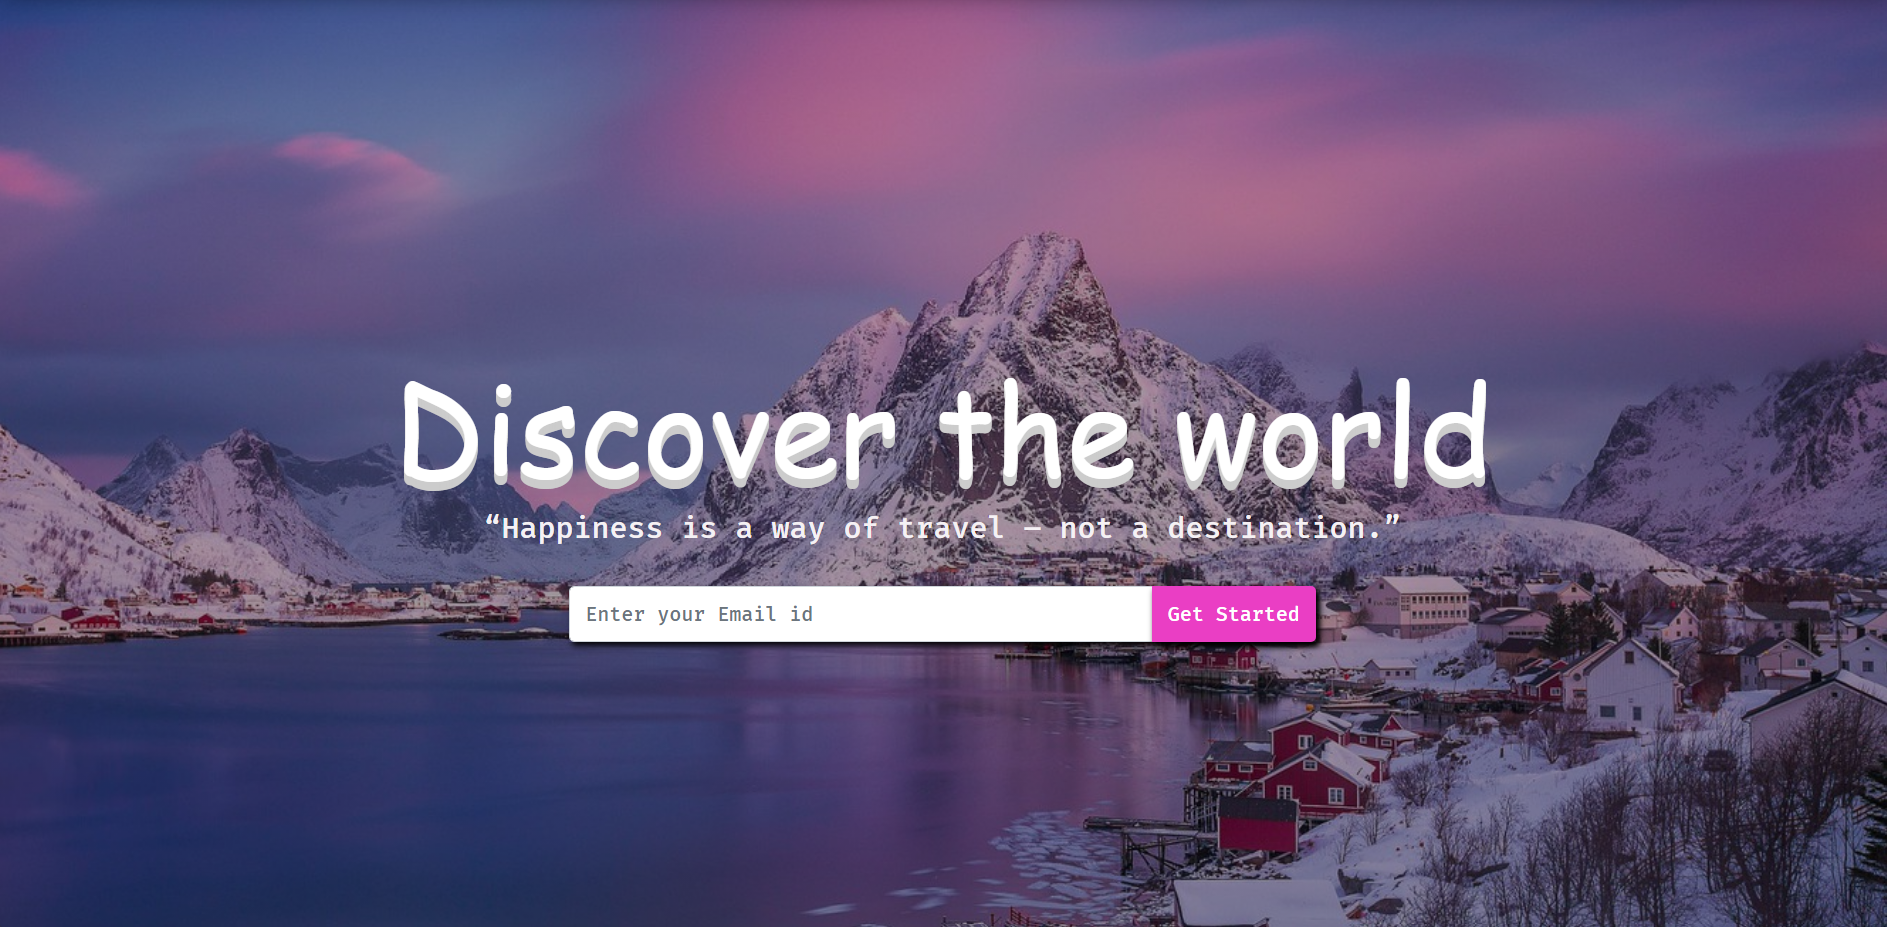 Discover the world
“Happiness is a way of travel – not a destination.”
Enter your Email id
Get Started